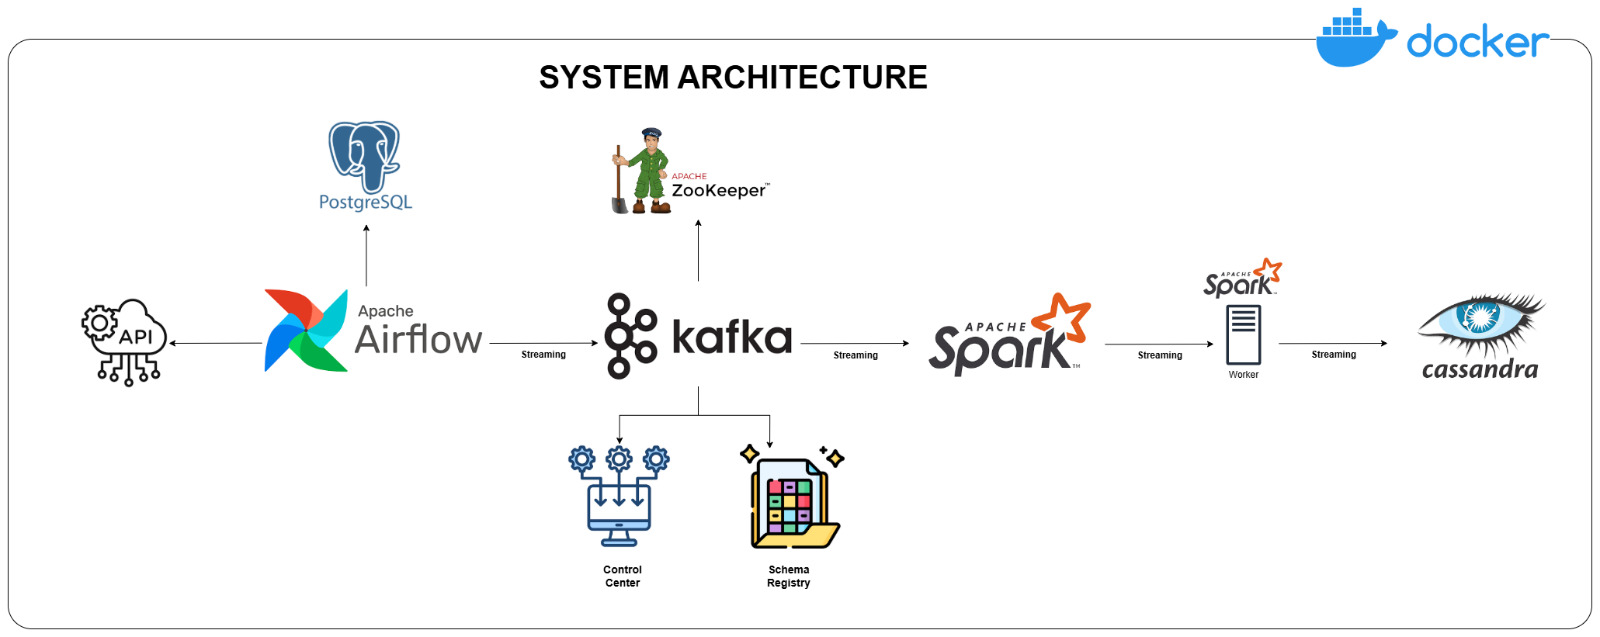 docker
SYSTEM ARCHITECTURE
PostgreSQL
APACHE
ZooKeeper™
API
Apache
Airflow
Streaming
kafka
Streaming
APACHE
Spark™
Streaming
APACHE
Spark™
Worker
Streaming
cassandra
Control
Center
Schema
Registry